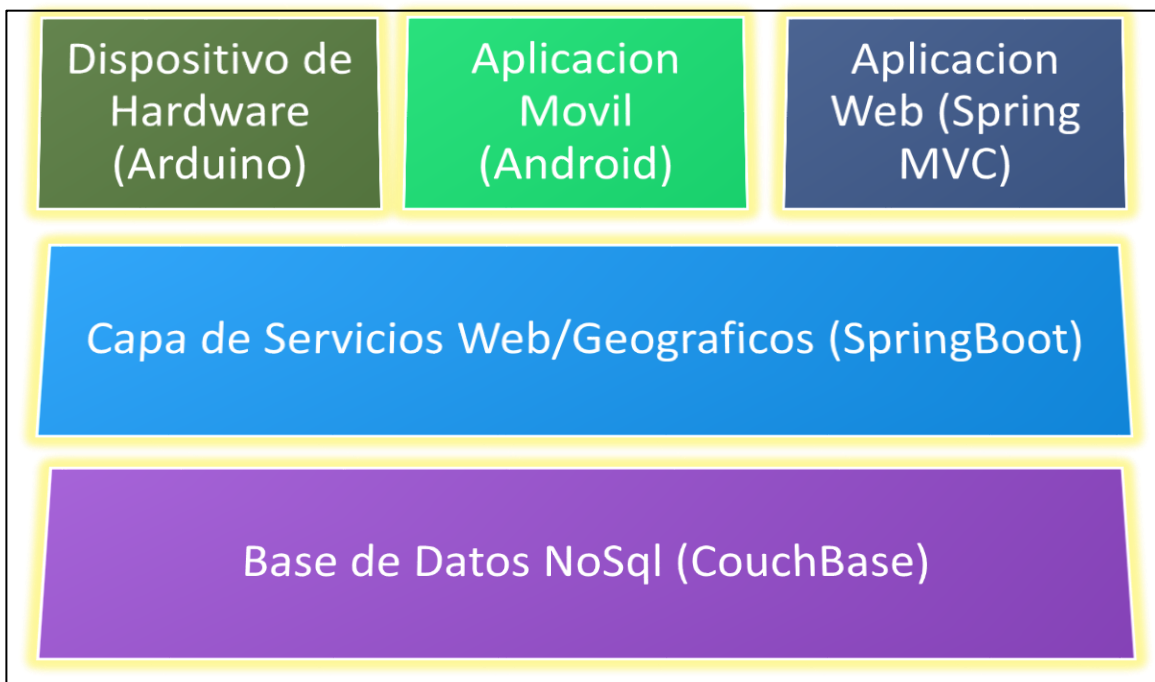 Dispositivo de
Hardware
(Arduino)
Aplicacion
Movil
(Android)
Aplicacion
Web (Spring
MVC)
Capa de Servicios Web/Geograficos (SpringBoot)
Base de Datos NoSql (CouchBase)